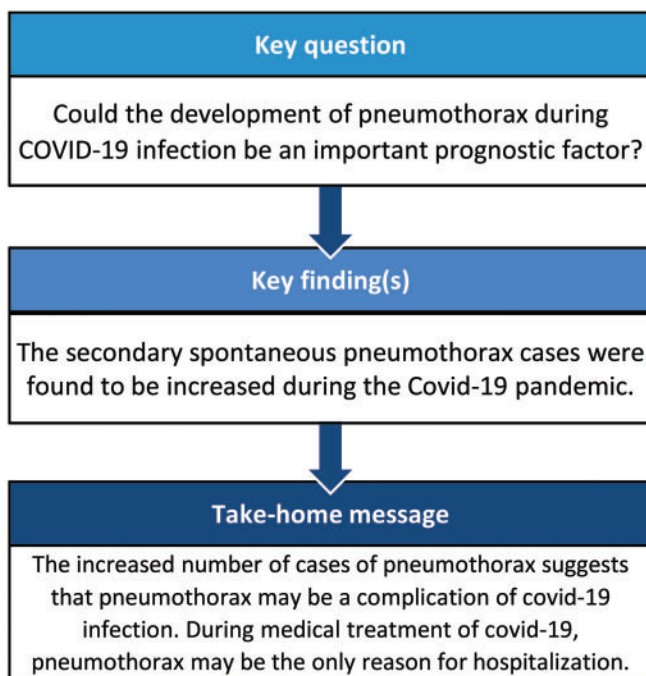 Key question
Could the development of pneumothorax during
COVID-19 infection be an important prognostic factor?
Key finding(s)
The secondary spontaneous pneumothorax cases were
found to be increased during the Covid-19 pandemic.
Take-home message
The increased number of cases of pneumothorax suggests
that pneumothorax may be a complication of covid-19
infection. During medical treatment of covid-19,
pneumothorax may be the only reason for hospitalization.